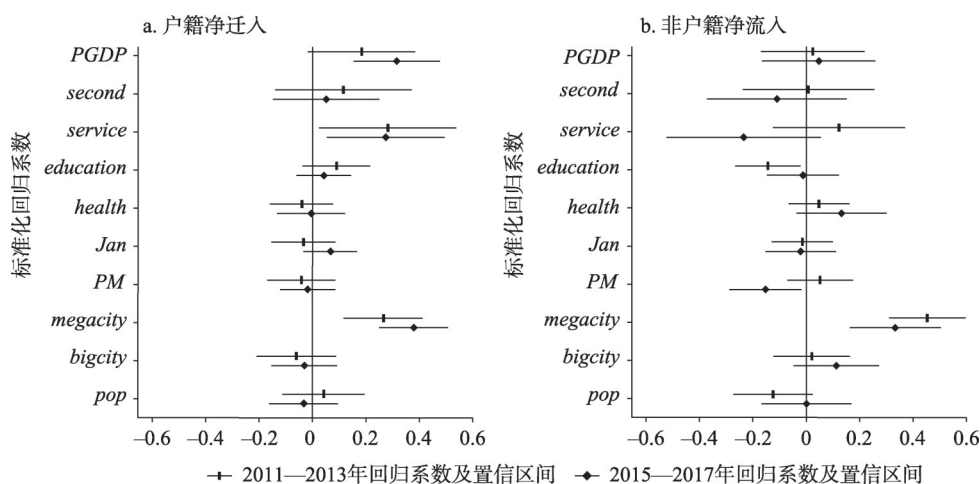 a. 户籍净迁入
b. 非户籍净流入
标准化回归系数
PGDP
second
service
education
health
Jan
PM
megacity
bigcity
pop
−0.6 −0.4 −0.2 0 0.2 0.4 0.6
标准化回归系数
PGDP
second
service
education
health
Jan
PM
megacity
bigcity
pop
−0.6 −0.4 −0.2 0 0.2 0.4 0.6
2011—2013年回归系数及置信区间 2015—2017年回归系数及置信区间